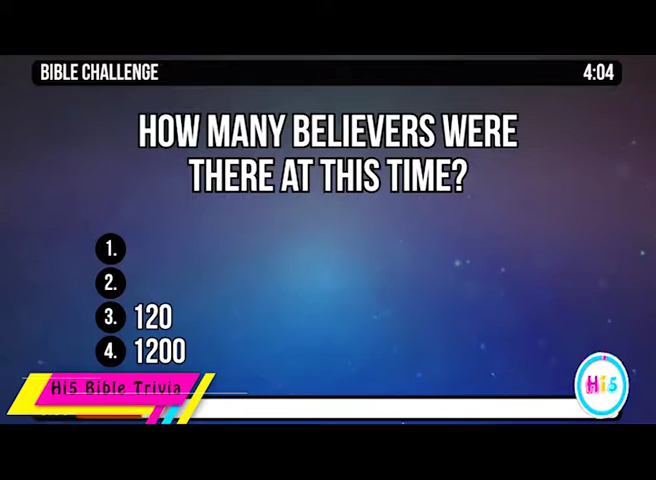 BIBLE CHALLENGE
4:04
HOW MANY BELIEVERS WERE
THERE AT THIS TIME?
1.
2.
3. 120
4. 1200
Hi5 Bible Trivia
Hi5